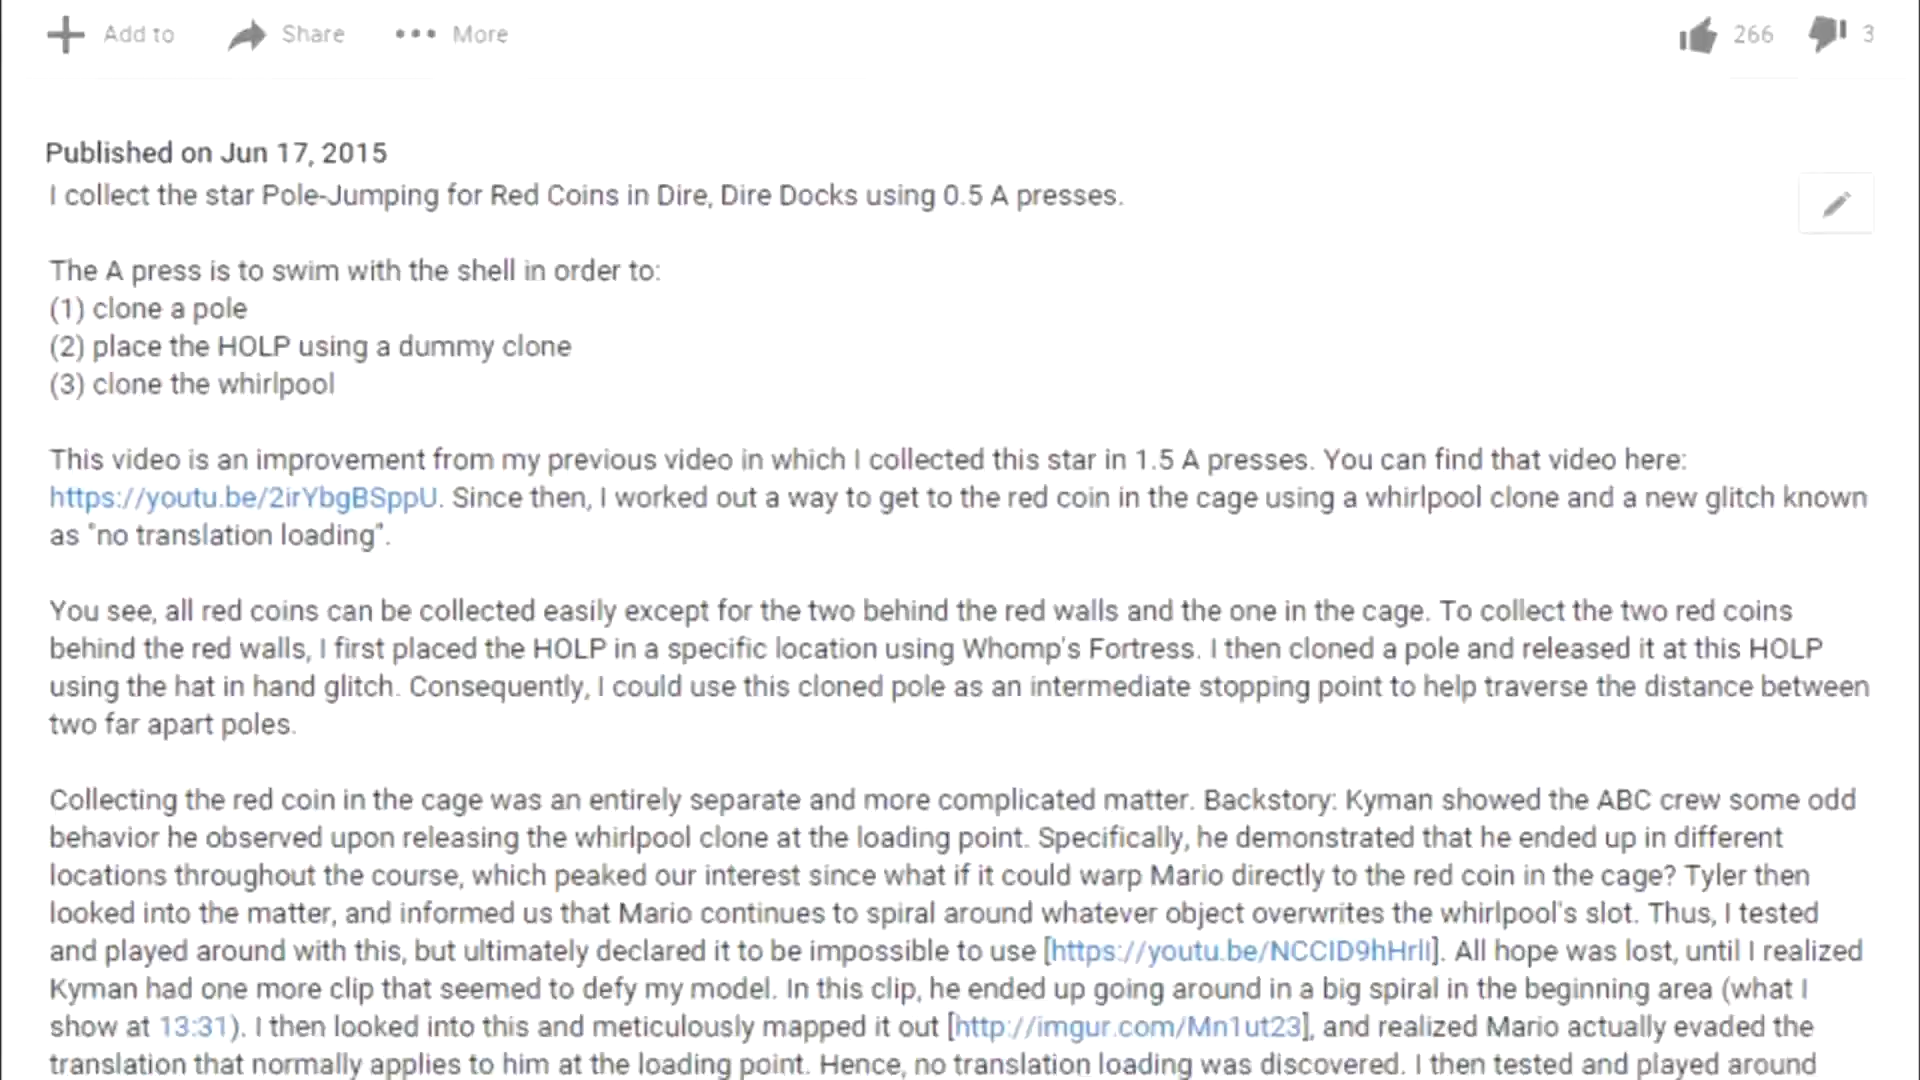 Add to Share More 266 3
Published on Jun 17, 2015
I collect the star Pole-Jumping for Red Coins in Dire, Dire Docks using 0.5 A presses.
The A press is to swim with the shell in order to:
(1) clone a pole
(2) place the HOLP using a dummy clone
(3) clone the whirlpool
This video is an improvement from my previous video in which I collected this star in 1.5 A presses. You can find that video here:
https://youtu.be/2irYbgBSppU. Since then, I worked out a way to get to the red coin in the cage using a whirlpool clone and a new glitch known
as "no translation loading".
You see, all red coins can be collected easily except for the two behind the red walls and the one in the cage. To collect the two red coins
behind the red walls, I first placed the HOLP in a specific location using Whomp's Fortress. I then cloned a pole and released it at this HOLP
using the hat in hand glitch. Consequently, I could use this cloned pole as an intermediate stopping point to help traverse the distance between
two far apart poles.
Collecting the red coin in the cage was an entirely separate and more complicated matter. Backstory: Kyman showed the ABC crew some odd
behavior he observed upon releasing the whirlpool clone at the loading point. Specifically, he demonstrated that he ended up in different
locations throughout the course, which peaked our interest since what if it could warp Mario directly to the red coin in the cage? Tyler then
looked into the matter, and informed us that Mario continues to spiral around whatever object overwrites the whirlpool's slot. Thus, I tested
and played around with this, but ultimately declared it to be impossible to use [https://youtu.be/NCCID9hHrlI]. All hope was lost, until I realized
Kyman had one more clip that seemed to defy my model. In this clip, he ended up going around in a big spiral in the beginning area (what I
show at 13:31). I then looked into this and meticulously mapped it out [http://imgur.com/Mn1ut23], and realized Mario actually evaded the
translation that normally applies to him at the loading point. Hence, no translation loading was discovered. I then tested and played around